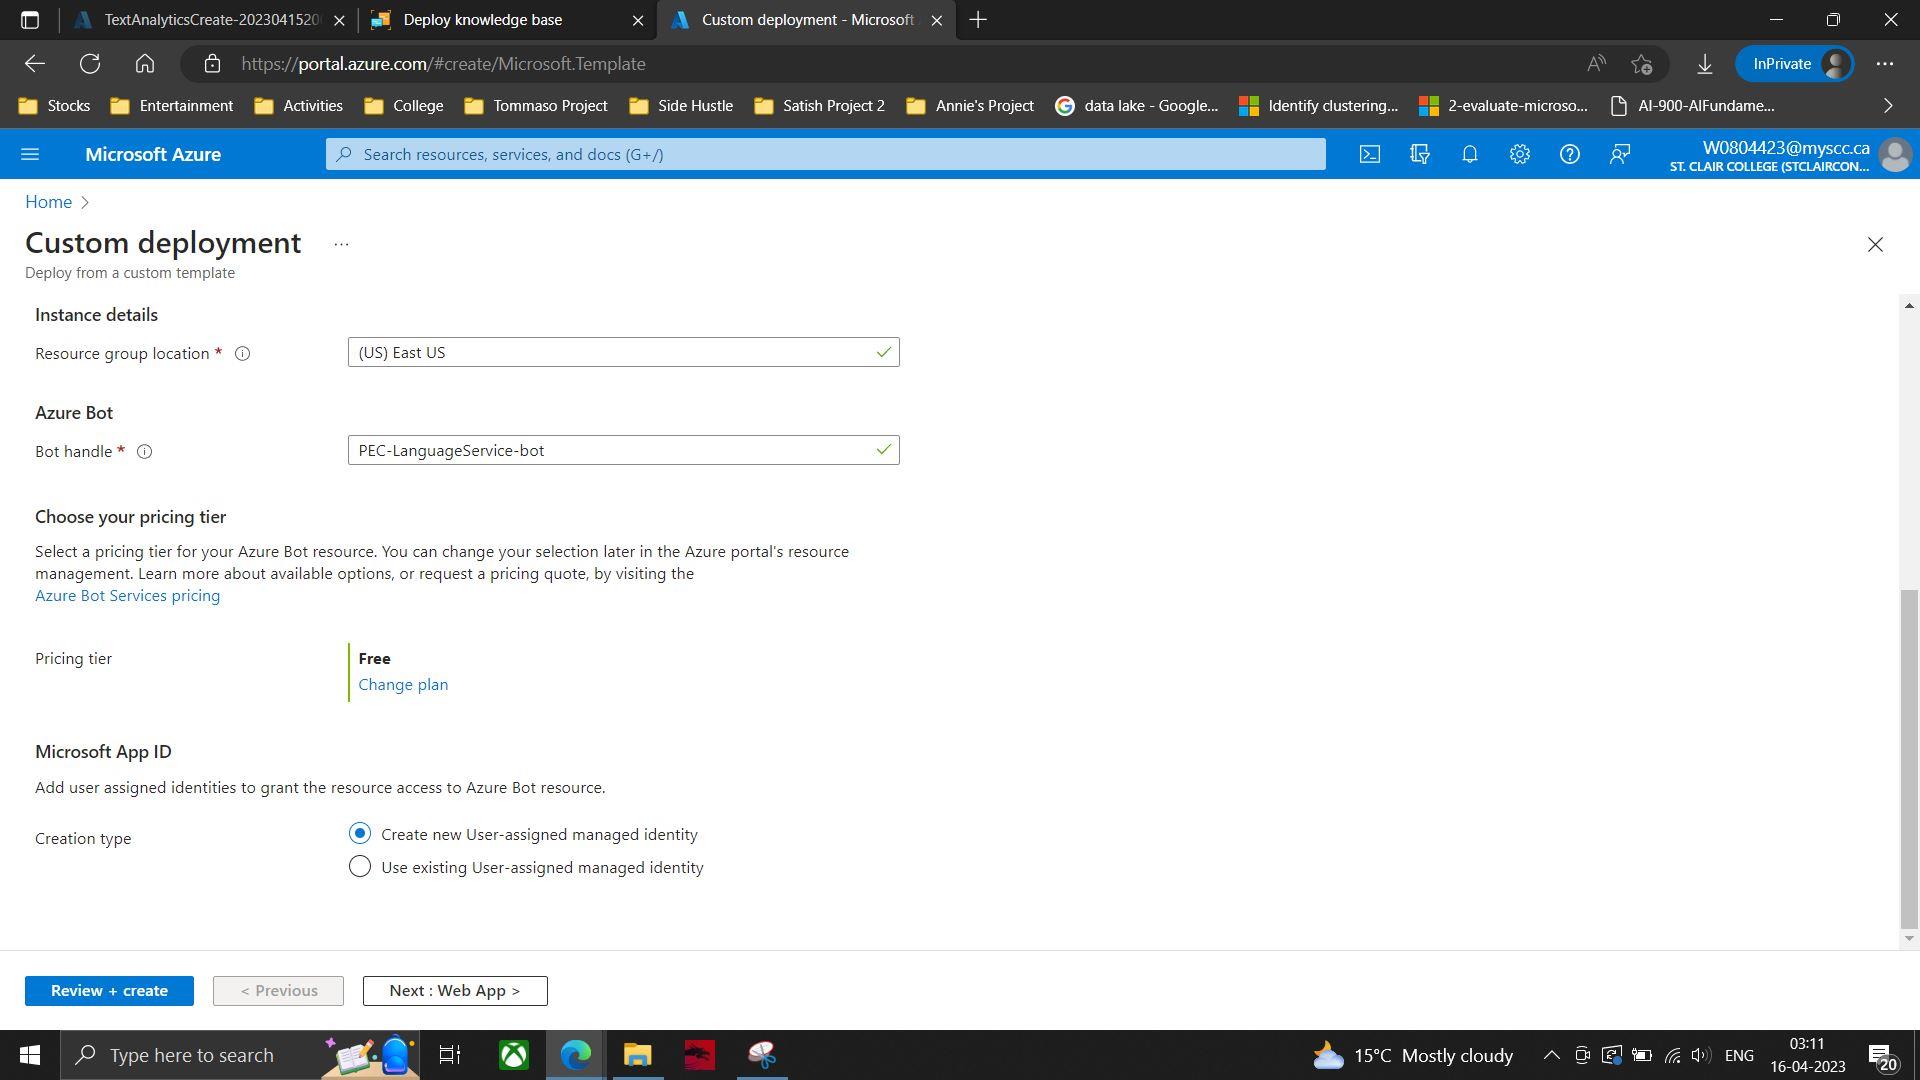 TextAnalyticsCreate-2023041520
Deploy knowledge base
Custom deployment - Microsoft
https://portal.azure.com/#create/Microsoft.Template
InPrivate
Stocks
Entertainment
Activities
College
Tommaso Project
Side Hustle
Satish Project 2
Annie's Project
data lake - Google...
Identify clustering...
2-evaluate-microso...
AI-900-AIFundame...
Microsoft Azure
Search resources, services, and docs (G+/)
W0804423@myscc.ca
ST. CLAIR COLLEGE (STCLAIRCON...
Home >
Custom deployment ...
Deploy from a custom template
Instance details
Resource group location *
(US) East US
Azure Bot
Bot handle *
PEC-LanguageService-bot
Choose your pricing tier
Select a pricing tier for your Azure Bot resource. You can change your selection later in the Azure portal's resource
management. Learn more about available options, or request a pricing quote, by visiting the
Azure Bot Services pricing
Pricing tier
Free
Change plan
Microsoft App ID
Add user assigned identities to grant the resource access to Azure Bot resource.
Creation type
Create new User-assigned managed identity
Use existing User-assigned managed identity
Review + create
< Previous
Next : Web App >
Type here to search
15°C Mostly cloudy
ENG
03:11
16-04-2023
20